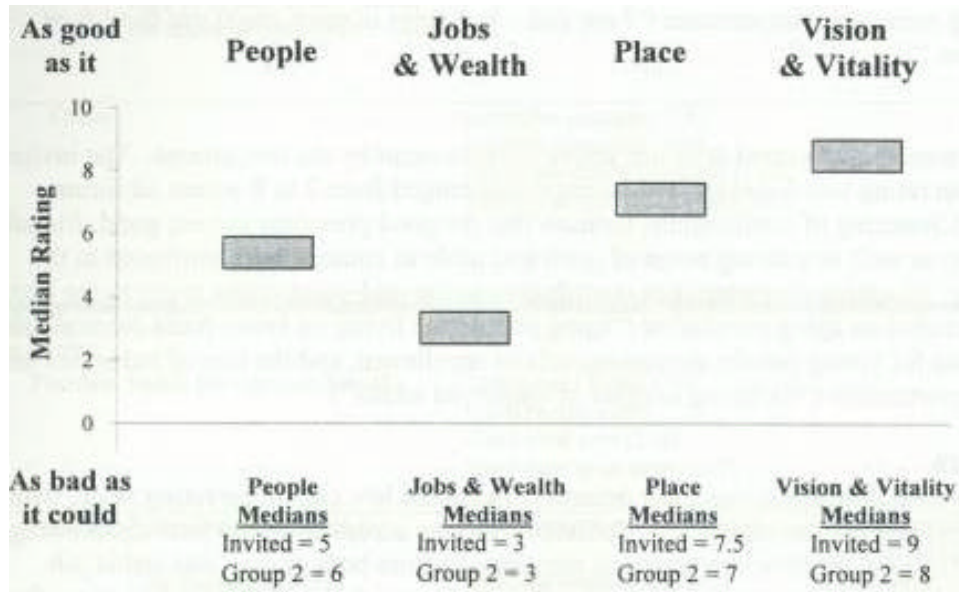 As good
as it
People
Jobs
& Wealth
Place
Vision
& Vitality
10
8
6
4
2
0
Median Rating
As bad as
it could
People
Medians
Invited = 5
Group 2 = 6
Jobs & Wealth
Medians
Invited = 3
Group 2 = 3
Place
Medians
Invited = 7.5
Group 2 = 7
Vision & Vitality
Medians
Invited = 9
Group 2 = 8